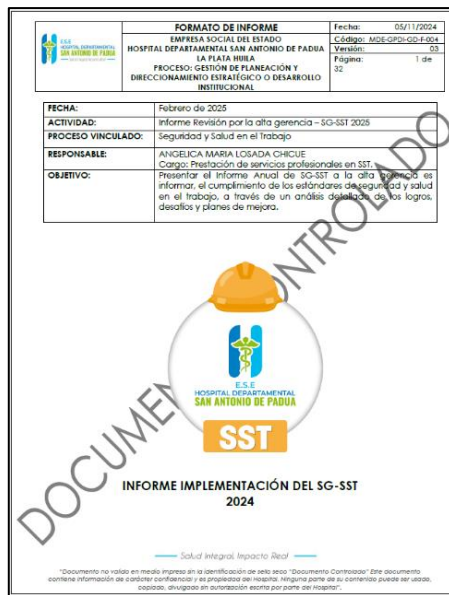 E.S.E
HOSPITAL DEPARTAMENTAL
SAN ANTONIO DE PADUA
FORMATO DE INFORME
EMPRESA SOCIAL DEL ESTADO
HOSPITAL DEPARTAMENTAL SAN ANTONIO DE PADUA
LA PLATA HUILA
PROCESO: GESTIÓN DE PLANEACIÓN Y
DIRECCIONAMIENTO ESTRATÉGICO O DESARROLLO
INSTITUCIONAL
Fecha: 05/11/2024
Código: MDE-GPDI-GD-F-004
Versión: 03
Página: 1 de
32
FECHA: Febrero de 2025
ACTIVIDAD: Informe Revisión por la alta gerencia – SG-SST 2025
PROCESO VINCULADO: Seguridad y Salud en el Trabajo
RESPONSABLE: ANGELICA MARIA LOSADA CHICUE
Cargo: Prestación de servicios profesionales en SST.
OBJETIVO: Presentar el Informe Anual de SG-SST a la alta gerencia es
informar, el cumplimiento de los estándares de seguridad y salud
en el trabajo, a través de un análisis detallado de los logros,
desafíos y planes de mejora.
DOCUMENTO CONTROLADO
E.S.E
HOSPITAL DEPARTAMENTAL
SAN ANTONIO DE PADUA
SST
INFORME IMPLEMENTACIÓN DEL SG-SST
2024
Salud Integral, Impacto Real
"Documento no valido en medio impreso sin la identificación de sello seco "Documento Controlado" Este documento
contiene información de carácter confidencial y es propiedad del Hospital. Ninguna parte de su contenido puede ser usado,
copiado, divulgado sin autorización escrita por parte del Hospital".